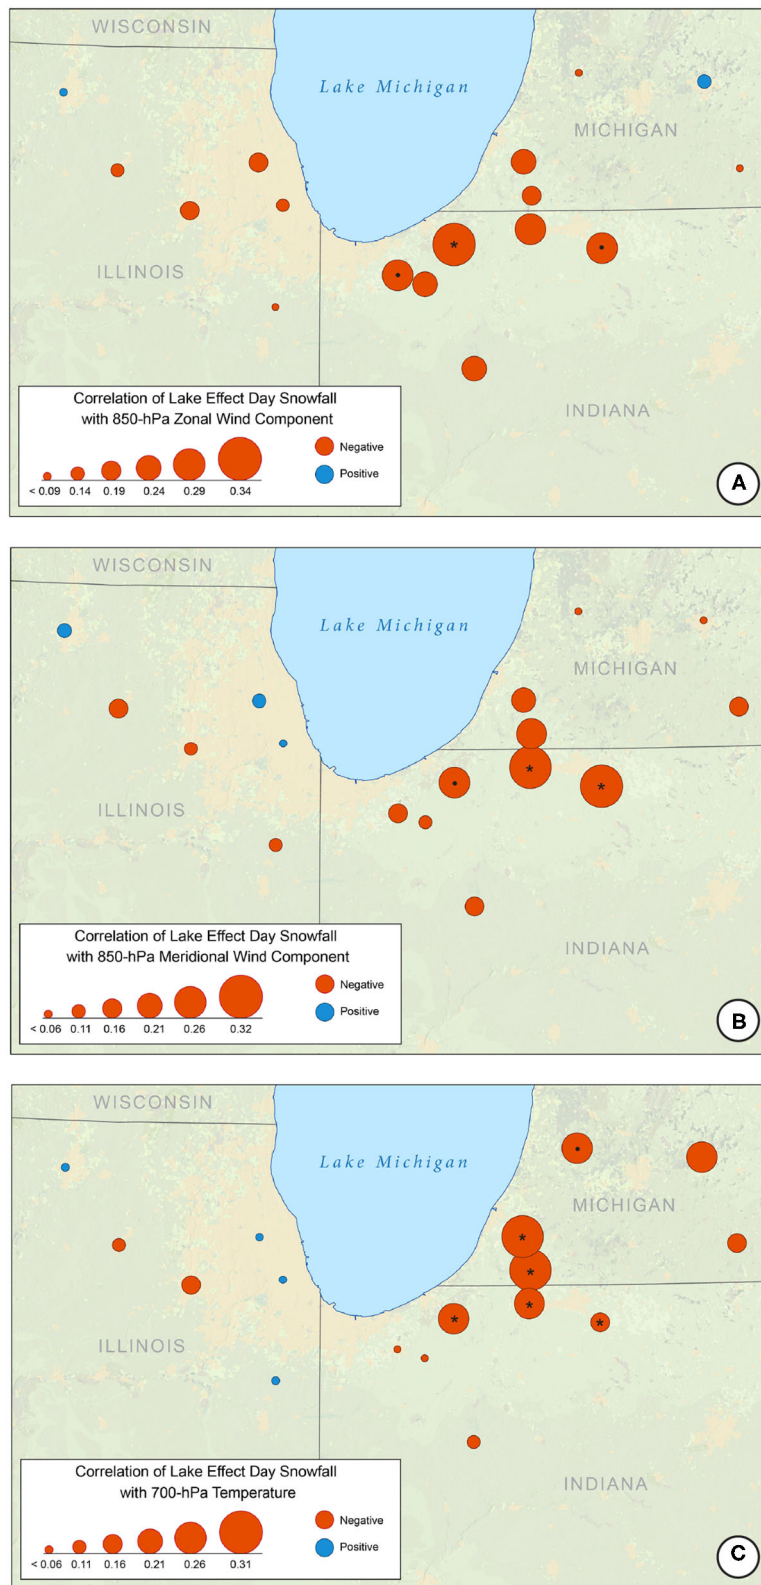 WISCONSIN
Lake Michigan
MICHIGAN
ILLINOIS
INDIANA
*
Correlation of Lake Effect Day Snowfall
with 850-hPa Zonal Wind Component
Negative
Positive
< 0.09 0.14 0.19 0.24 0.29 0.34
A
WISCONSIN
Lake Michigan
MICHIGAN
* *
ILLINOIS
INDIANA
Correlation of Lake Effect Day Snowfall
with 850-hPa Meridional Wind Component
Negative
Positive
< 0.06 0.11 0.16 0.21 0.26 0.32
B
WISCONSIN
Lake Michigan
MICHIGAN
*
*
*
* *
ILLINOIS
INDIANA
Correlation of Lake Effect Day Snowfall
with 700-hPa Temperature
Negative
Positive
< 0.06 0.11 0.16 0.21 0.26 0.31
C